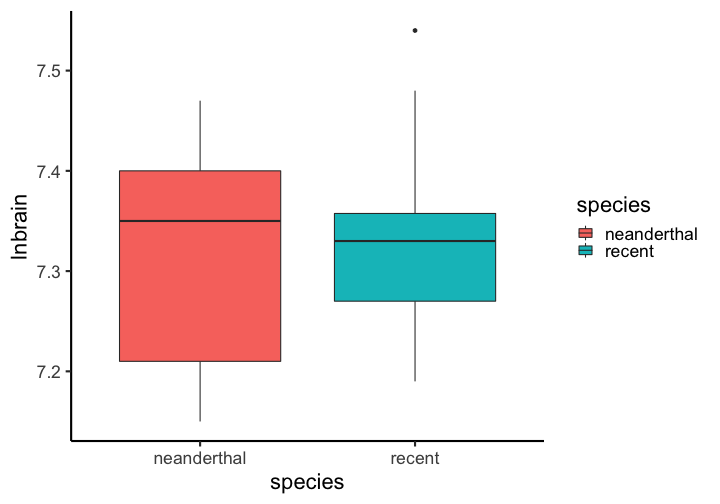 7.5
7.4
7.3
7.2
lnbrain
neanderthal
recent
species
species
neanderthal
recent